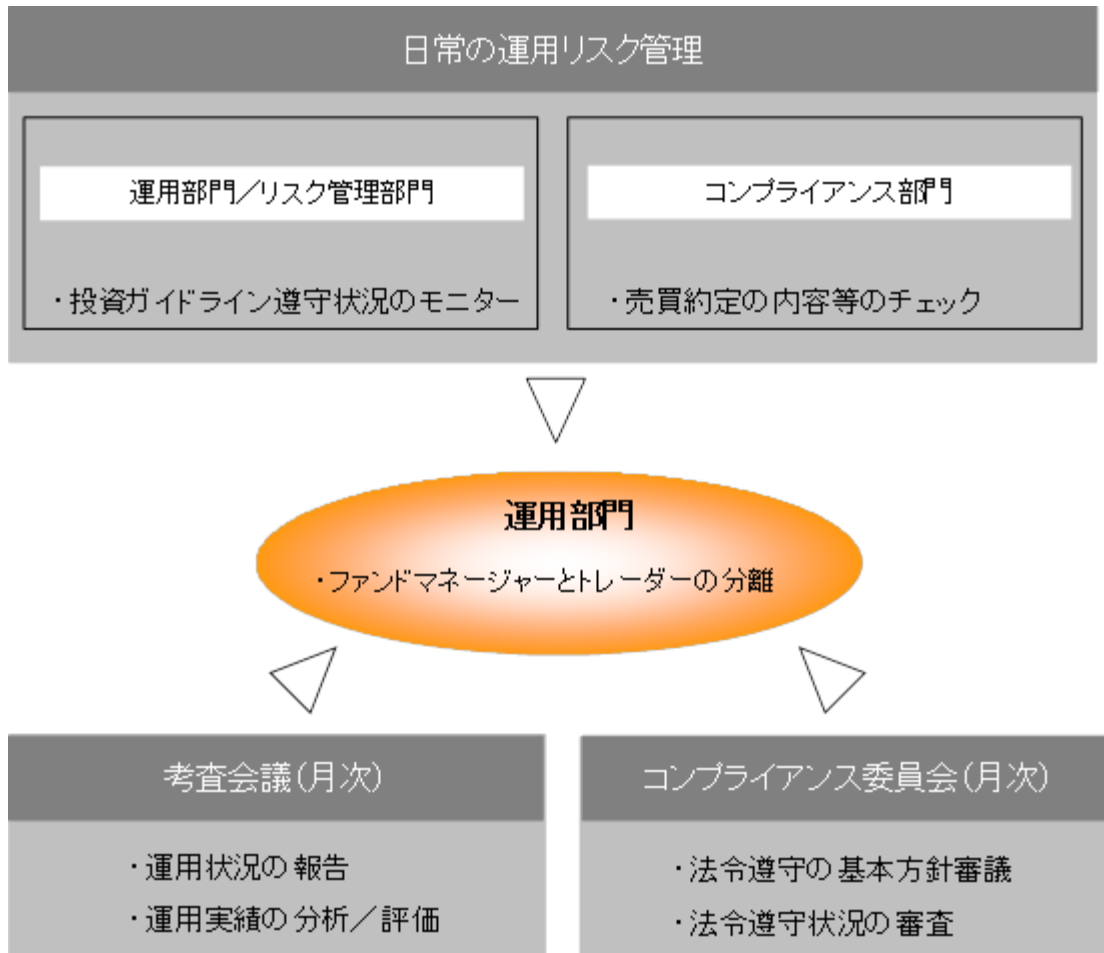 日常の運用リスク管理
運用部門／リスク管理部門
・投資ガイドライン遵守状況のモニター
コンプライアンス部門
・売買約定の内容等のチェック
運用部門
・ファンドマネージャーとトレーダーの分離
考査会議(月次)
・運用状況の報告
・運用実績の分析／評価
コンプライアンス委員会(月次)
・法令遵守の基本方針審議
・法令遵守状況の審査